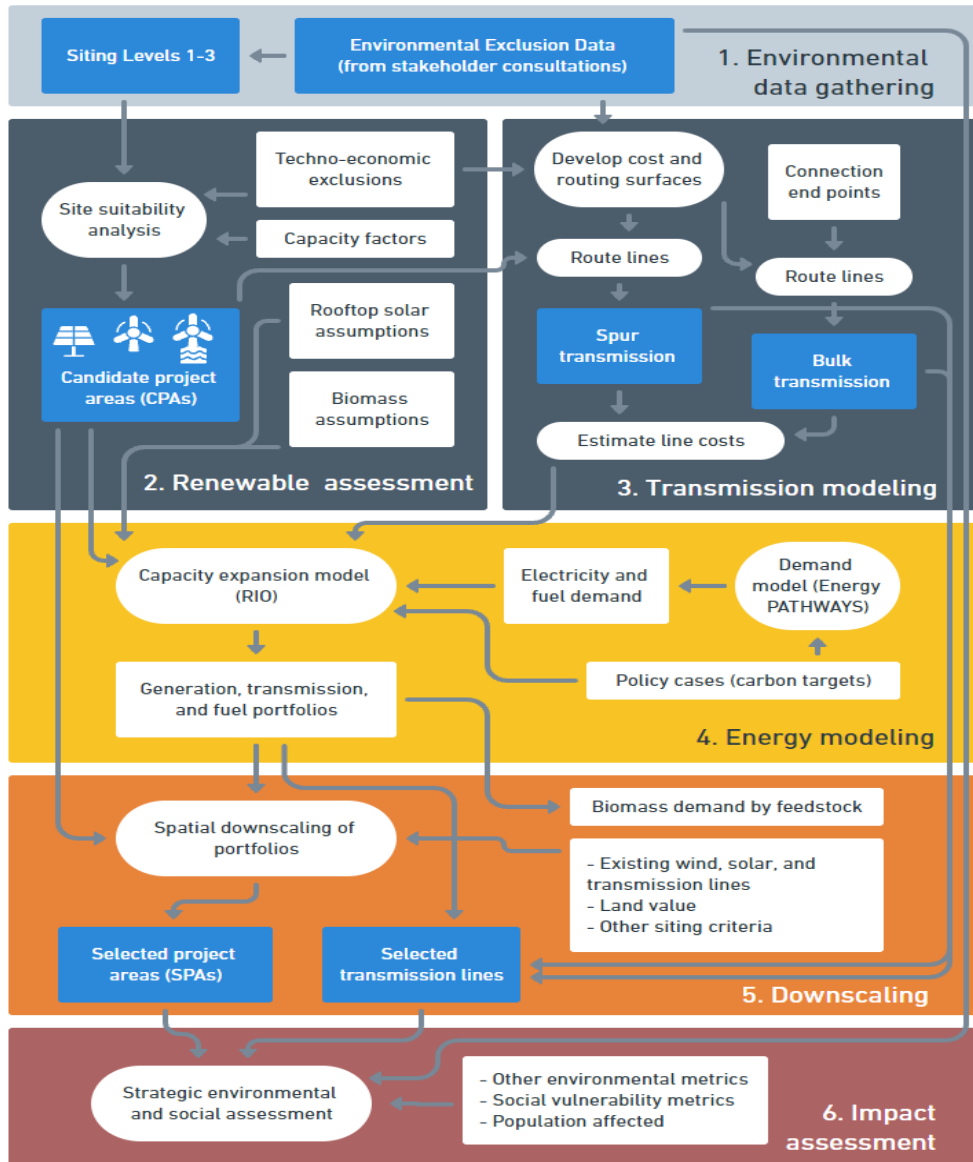 Siting Levels 1-3
Environmental Exclusion Data
(from stakeholder consultations)
1. Environmental
data gathering
Techno-economic
exclusions
Site suitability
analysis
Capacity factors
Rooftop solar
assumptions
Candidate project
areas (CPAs)
Biomass
assumptions
2. Renewable assessment
Develop cost and
routing surfaces
Connection
end points
Route lines
Route lines
Spur
transmission
Bulk
transmission
Estimate line costs
3. Transmission modeling
Capacity expansion model
(RIO)
Electricity and
fuel demand
Demand
model (Energy
PATHWAYS)
Generation, transmission,
and fuel portfolios
Policy cases (carbon targets)
4. Energy modeling
Biomass demand by feedstock
Spatial downscaling of
portfolios
- Existing wind, solar, and
transmission lines
- Land value
- Other siting criteria
Selected project
areas (SPAs)
Selected
transmission lines
5. Downscaling
Strategic environmental
and social assessment
- Other environmental metrics
- Social vulnerability metrics
- Population affected
6. Impact
assessment